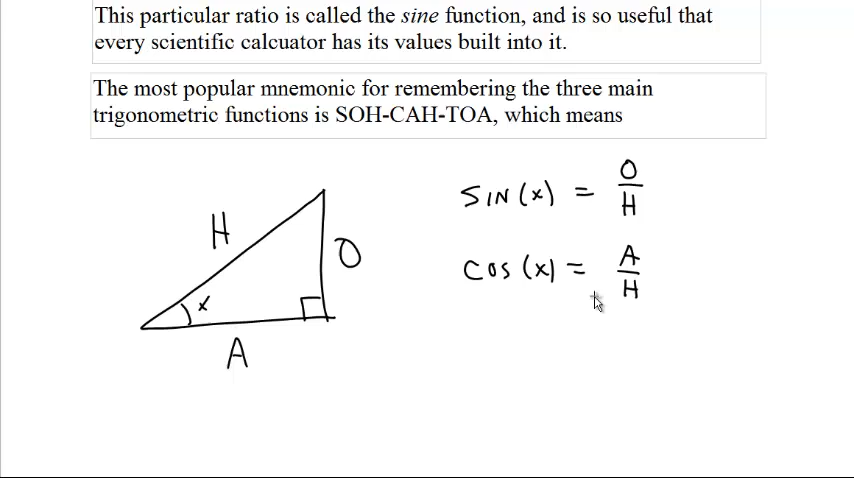 This particular ratio is called the sine function, and is so useful that
every scientific calcuator has its values built into it.
The most popular mnemonic for remembering the three main
trigonometric functions is SOH-CAH-TOA, which means
H
O
x
A
SIN(x) = O/H
COS(x) = A/H